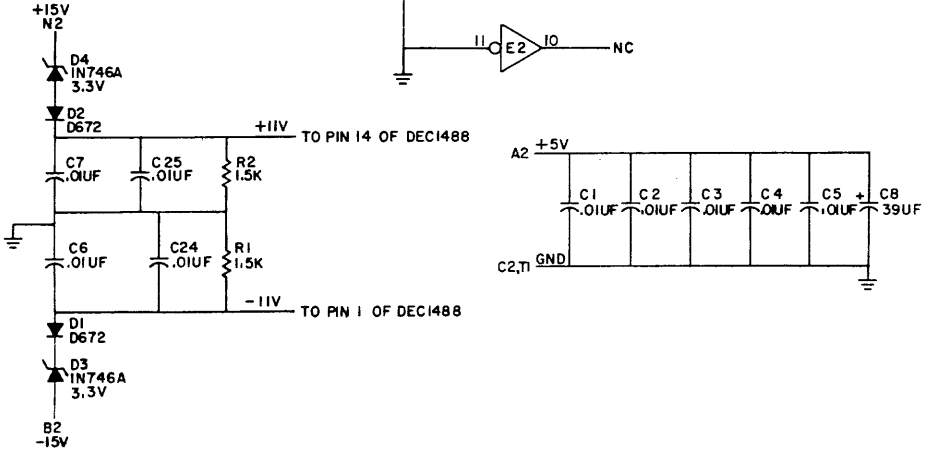 +15V
N2
D4
1N746A
3.3V
D2
D672
+11V TO PIN 14 OF DEC1488
C7
.01UF
C25
.01UF
R2
1.5K
C6
.01UF
C24
.01UF
R1
1.5K
-11V TO PIN 1 OF DEC1488
D1
D672
D3
1N746A
3.3V
B2
-15V
11 E2 10 NC
A2 +5V
C1
.01UF
C2
.01UF
C3
.01UF
C4
.01UF
C5
.01UF
+ C8
39UF
C2,T1 GND